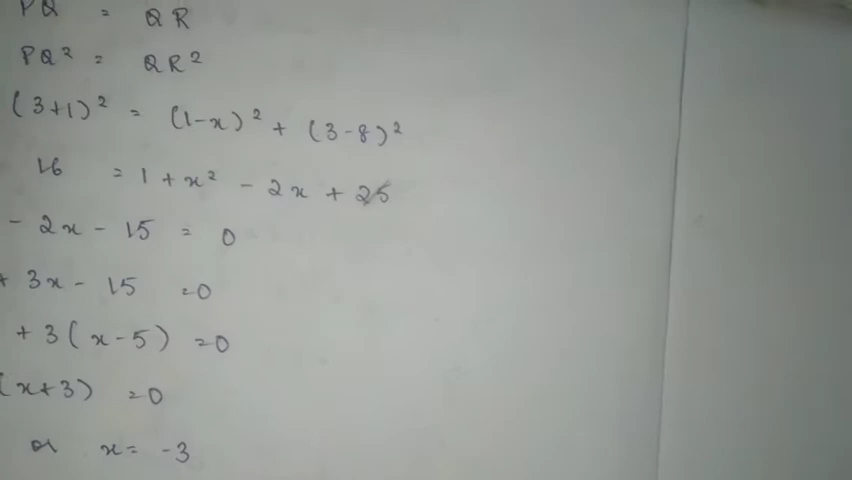 PQ = QR
PQ² = QR²
(3+1)² = (1-x)² + (3-8)²
16 = 1 + x² - 2x + 25
- 2x - 15 = 0
+ 3x - 15 = 0
+ 3(x-5) = 0
(x+3) = 0
or x = -3